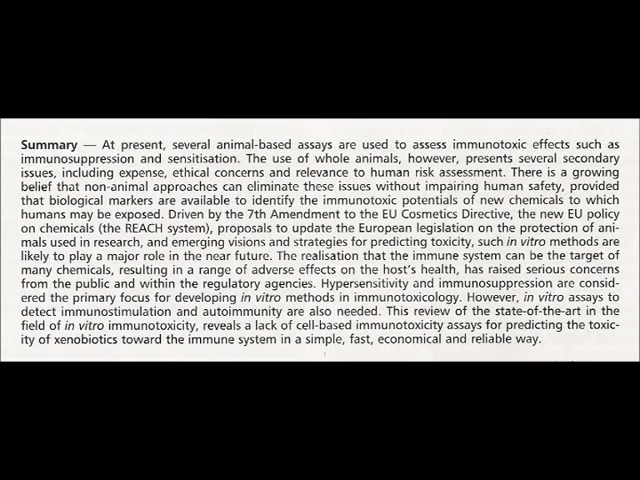 Summary — At present, several animal-based assays are used to assess immunotoxic effects such as
immunosuppression and sensitisation. The use of whole animals, however, presents several secondary
issues, including expense, ethical concerns and relevance to human risk assessment. There is a growing
belief that non-animal approaches can eliminate these issues without impairing human safety, provided
that biological markers are available to identify the immunotoxic potentials of new chemicals to which
humans may be exposed. Driven by the 7th Amendment to the EU Cosmetics Directive, the new EU policy
on chemicals (the REACH system), proposals to update the European legislation on the protection of ani-
mals used in research, and emerging visions and strategies for predicting toxicity, such in vitro methods are
likely to play a major role in the near future. The realisation that the immune system can be the target of
many chemicals, resulting in a range of adverse effects on the host's health, has raised serious concerns
from the public and within the regulatory agencies. Hypersensitivity and immunosuppression are consid-
ered the primary focus for developing in vitro methods in immunotoxicology. However, in vitro assays to
detect immunostimulation and autoimmunity are also needed. This review of the state-of-the-art in the
field of in vitro immunotoxicity, reveals a lack of cell-based immunotoxicity assays for predicting the toxic-
ity of xenobiotics toward the immune system in a simple, fast, economical and reliable way.